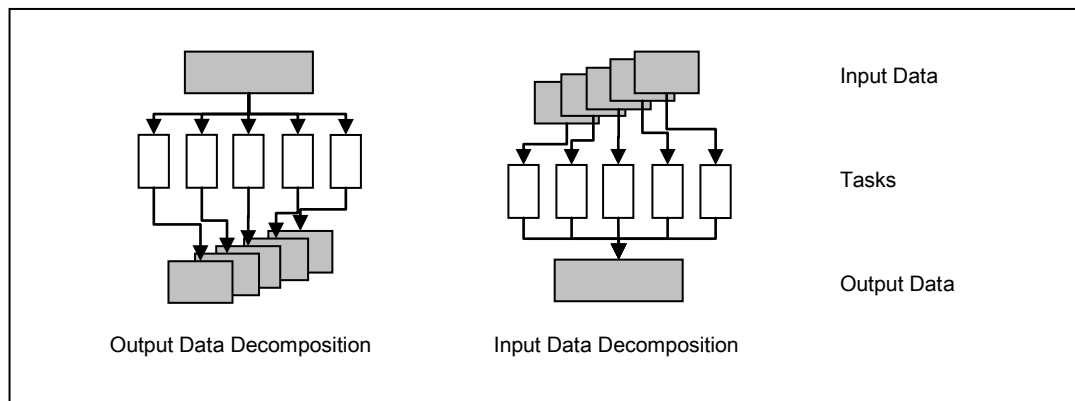 Input Data
Tasks
Output Data
Output Data Decomposition
Input Data Decomposition